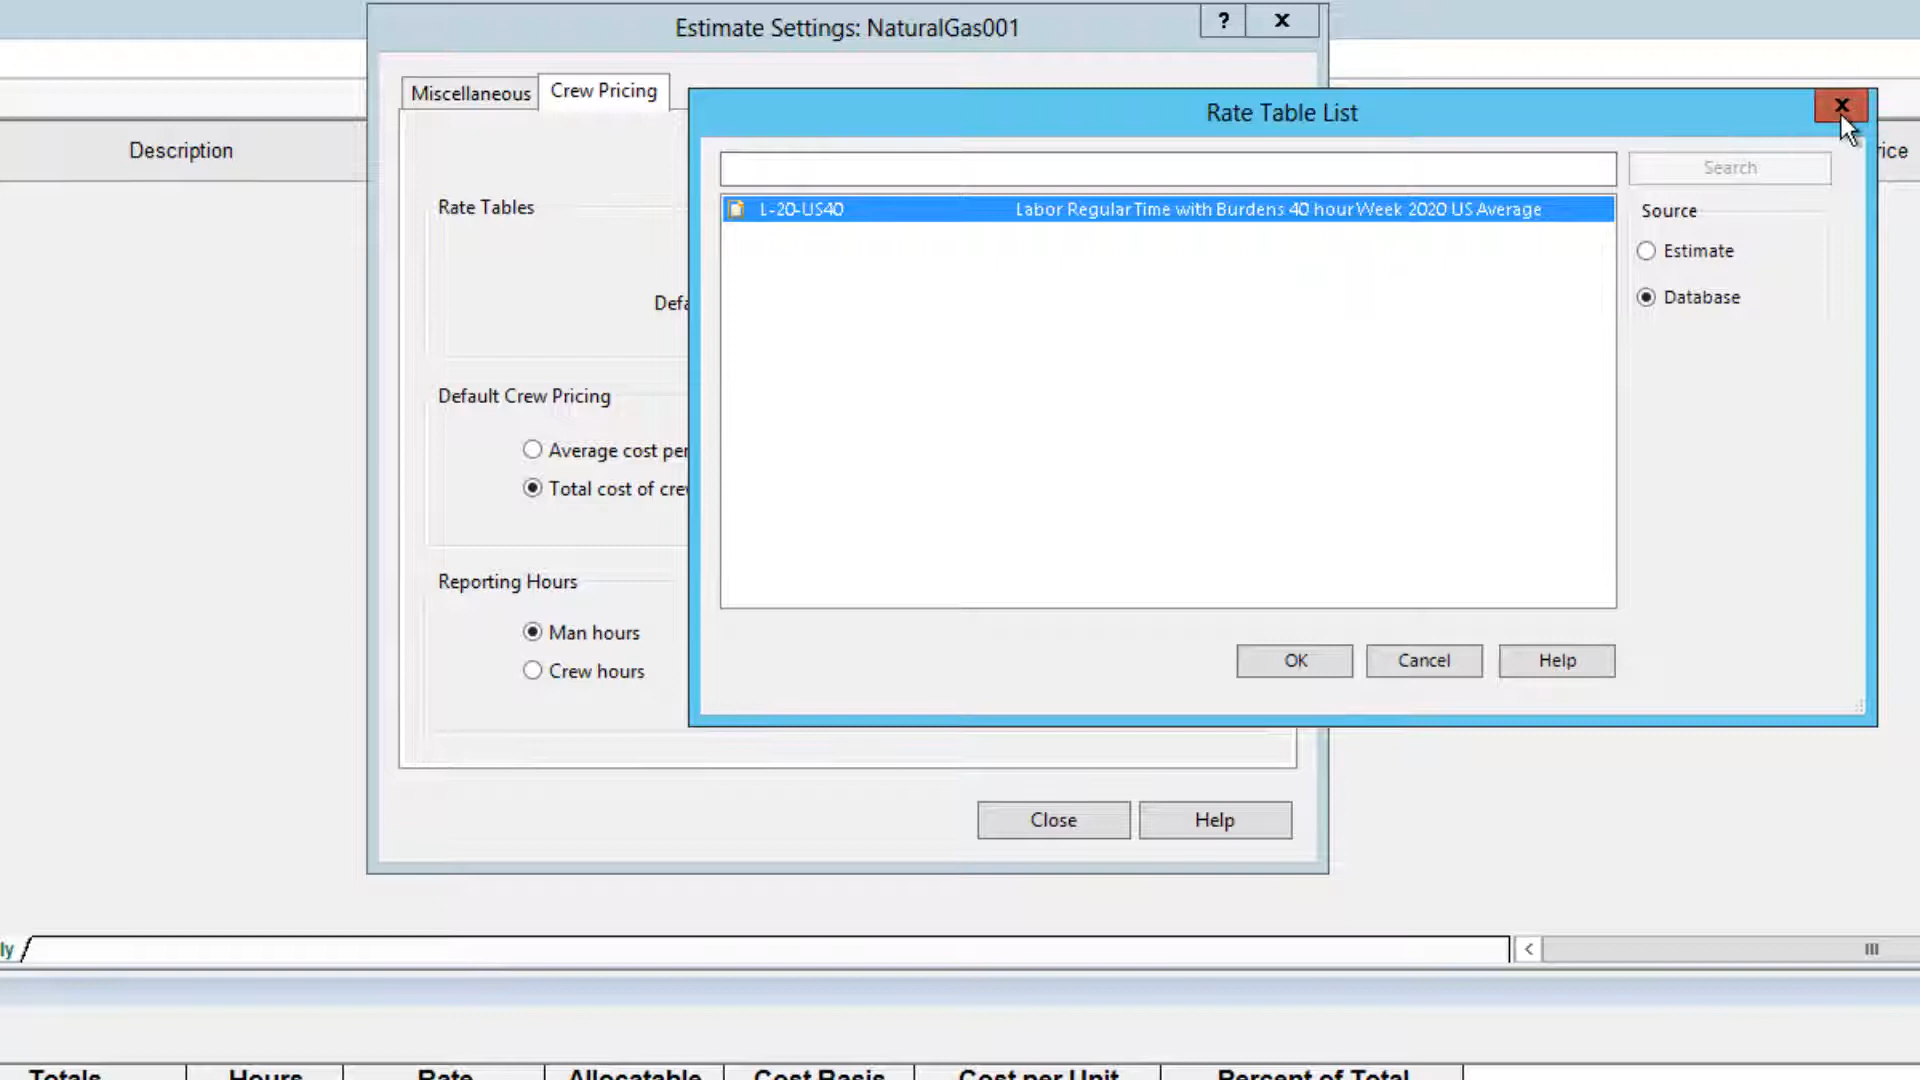 Estimate Settings: NaturalGas001
? x
Miscellaneous Crew Pricing
Rate Table List
x
Description
rice
Search
Rate Tables
L-20-US40 Labor Regular Time with Burdens 40 hour Week 2020 US Average
Source
Estimate
Database
Defa
Default Crew Pricing
Average cost per
Total cost of cre
Reporting Hours
Man hours
Crew hours
OK Cancel Help
Close Help
ly
< III
Totals Hours Rate Allocatable Cost Basis Cost per Unit Percent of Total